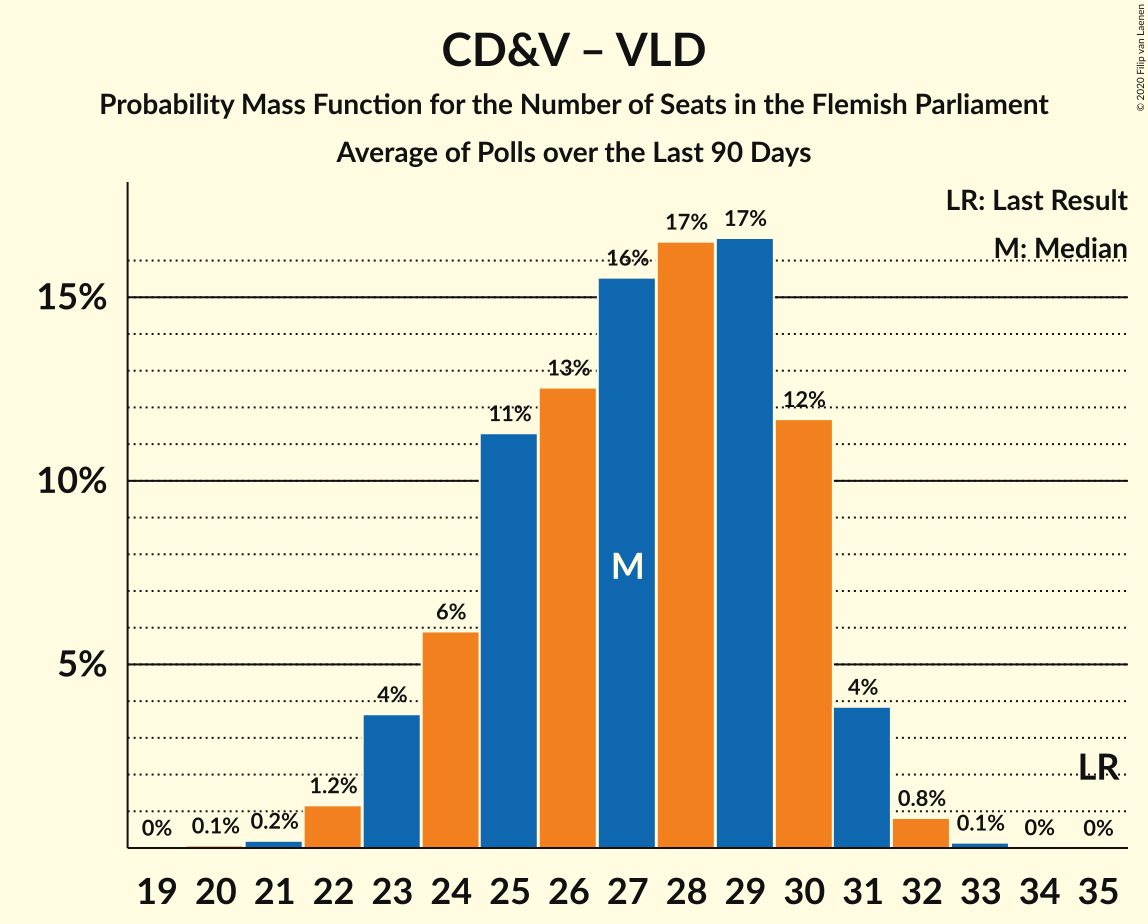 CD&V – VLD
Probability Mass Function for the Number of Seats in the Flemish Parliament
Average of Polls over the Last 90 Days
© 2020 Filip van Laenen
LR: Last Result
M: Median
15%
10%
5%
0%
0.1%
0.2%
1.2%
4%
6%
11%
13%
16%
17%
17%
12%
4%
0.8%
0.1%
0%
0%
M
LR
19 20 21 22 23 24 25 26 27 28 29 30 31 32 33 34 35